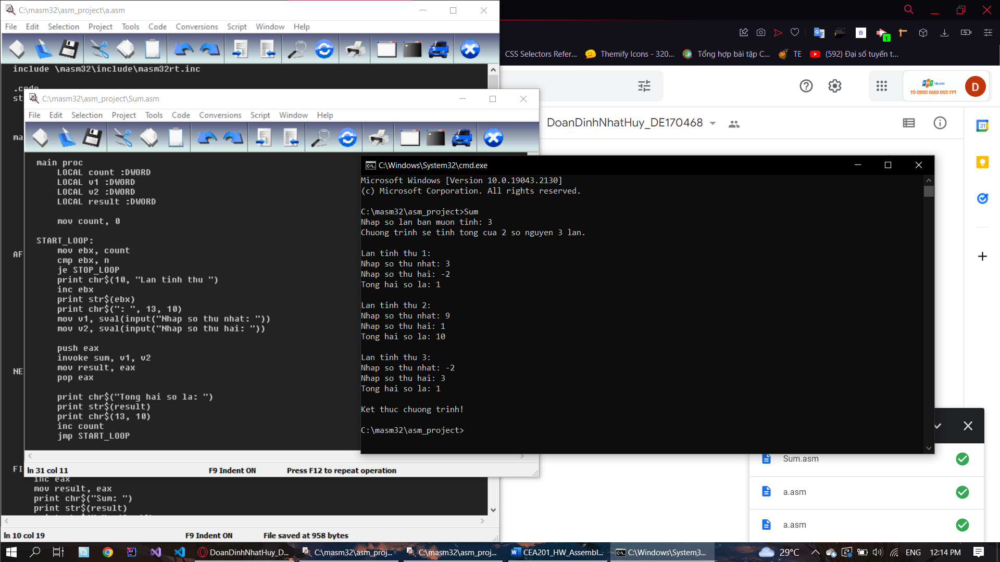 C:\masm32\asm_project\a.asm
File Edit Selection Project Tools Code Conversions Script Window Help
include \masm32\include\masm32rt.inc
.code
st
ma
AF
NE
FI
inc eax
mov result, eax
print chr$("Sum: ")
print str$(result)
ln 10 col 19 F9 Indent ON File saved at 958 bytes
C:\masm32\asm_project\Sum.asm
File Edit Selection Project Tools Code Conversions Script Window Help
main proc
LOCAL count :DWORD
LOCAL v1 :DWORD
LOCAL v2 :DWORD
LOCAL result :DWORD
mov count, 0
START_LOOP:
mov ebx, count
cmp ebx, n
je STOP_LOOP
print chr$(10, "Lan tinh thu ")
inc ebx
print str$(ebx)
print chr$(": ", 13, 10)
mov v1, sval(input("Nhap so thu nhat: "))
mov v2, sval(input("Nhap so thu hai: "))
push eax
invoke sum, v1, v2
mov result, eax
pop eax
print chr$("Tong hai so la: ")
print str$(result)
print chr$(13, 10)
inc count
jmp START_LOOP
ln 31 col 11 F9 Indent ON Press F12 to repeat operation
C:\Windows\System32\cmd.exe
Microsoft Windows [Version 10.0.19043.2130]
(c) Microsoft Corporation. All rights reserved.
C:\masm32\asm_project>Sum
Nhap so lan ban muon tinh: 3
Chuong trinh se tinh tong cua 2 so nguyen 3 lan.
Lan tinh thu 1:
Nhap so thu nhat: 3
Nhap so thu hai: -2
Tong hai so la: 1
Lan tinh thu 2:
Nhap so thu nhat: 9
Nhap so thu hai: 1
Tong hai so la: 10
Lan tinh thu 3:
Nhap so thu nhat: -2
Nhap so thu hai: 3
Tong hai so la: 1
Ket thuc chuong trinh!
C:\masm32\asm_project>
1
CSS Selectors Refer... Themify Icons - 320... Tổng hợp bài tập C... TE (592) Đại số tuyến t...
FPT Education
TỔ CHỨC GIÁO DỤC FPT
D
DoanDinhNhatHuy_DE170468
31
Sum.asm
a.asm
a.asm
DoanDinhNhatHuy_D... C:\masm32\asm_proj... C:\masm32\asm_proj... CEA201_HW_Assembl... C:\Windows\System3... 29°C ENG 12:14 PM